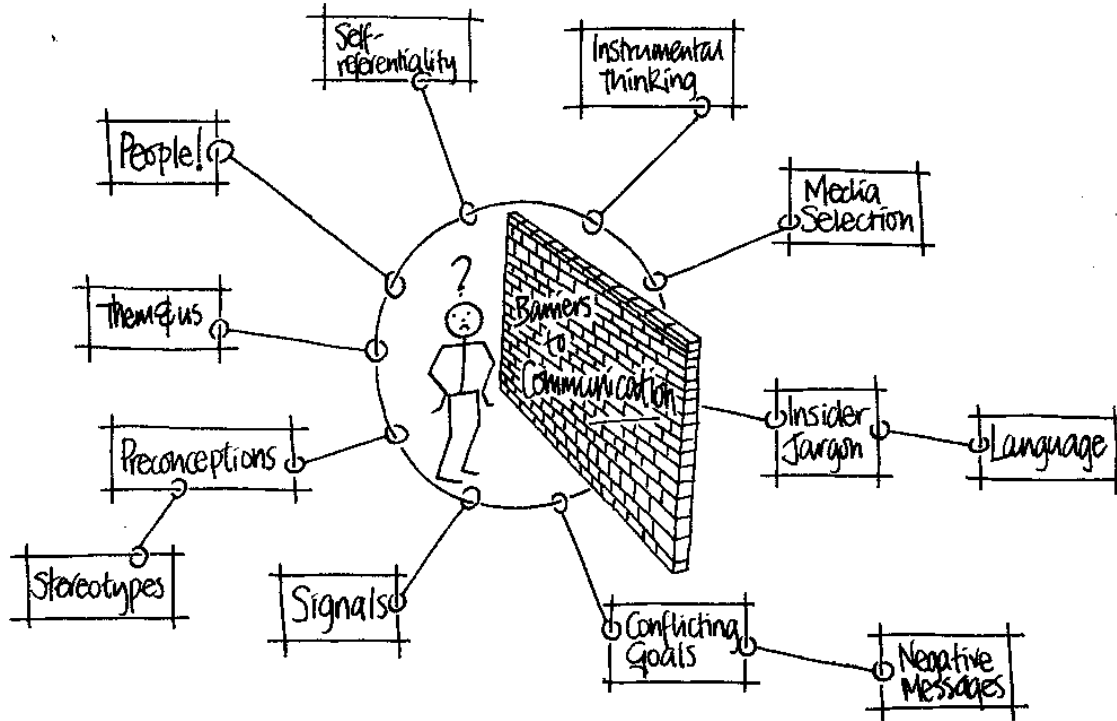 Self-
referentiality
Instrumental
Thinking
People!
Media
Selection
?
Them & us
Barriers
to
Communication
Insider
Jargon
Language
Preconceptions
Stereotypes
Signals
Conflicting
Goals
Negative
Messages